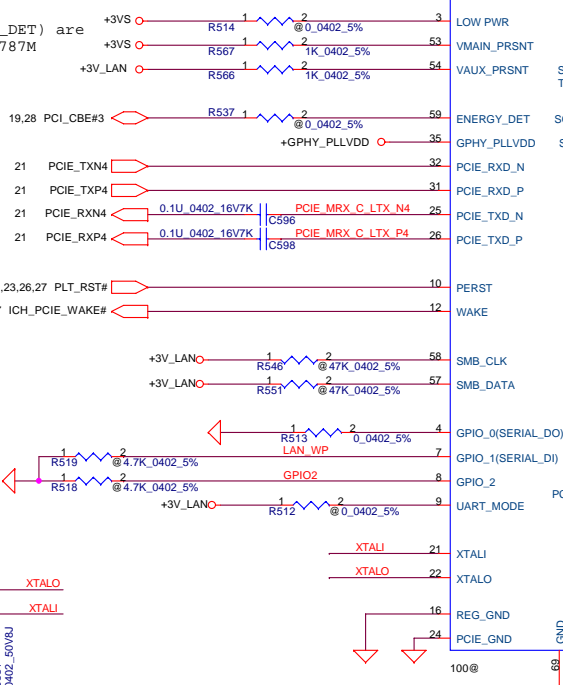 _DET) are
787M
+3VS R514 1 2 @0_0402_5% 3 LOW PWR
+3VS R567 1 2 1K_0402_5% 53 VMAIN_PRSNT
+3V_LAN R566 1 2 1K_0402_5% 54 VAUX_PRSNT
19,28 PCI_CBE#3 R537 1 2 @0_0402_5% 59 ENERGY_DET
+GPHY_PLLVDD 35 GPHY_PLLVDD
21 PCIE_TXN4 32 PCIE_RXD_N
21 PCIE_TXP4 31 PCIE_RXD_P
21 PCIE_RXN4 0.1U_0402_16V7K C596 PCIE_MRX_C_LTX_N4 25 PCIE_TXD_N
21 PCIE_RXP4 0.1U_0402_16V7K C598 PCIE_MRX_C_LTX_P4 26 PCIE_TXD_P
,23,26,27 PLT_RST# 10 PERST
ICH_PCIE_WAKE# 12 WAKE
+3V_LAN R546 1 2 @47K_0402_5% 58 SMB_CLK
+3V_LAN R551 1 2 @47K_0402_5% 57 SMB_DATA
R513 1 2 0_0402_5% 4 GPIO_0(SERIAL_DO)
R519 1 2 @4.7K_0402_5% LAN_WP 7 GPIO_1(SERIAL_DI)
R518 1 2 @4.7K_0402_5% GPIO2 8 GPIO_2
+3V_LAN R512 1 2 @0_0402_5% 9 UART_MODE
XTALI 21 XTALI
XTALO 22 XTALO
XTALO
XTALI
16 REG_GND
24 PCIE_GND
0402_50V8J
100@
GND
69